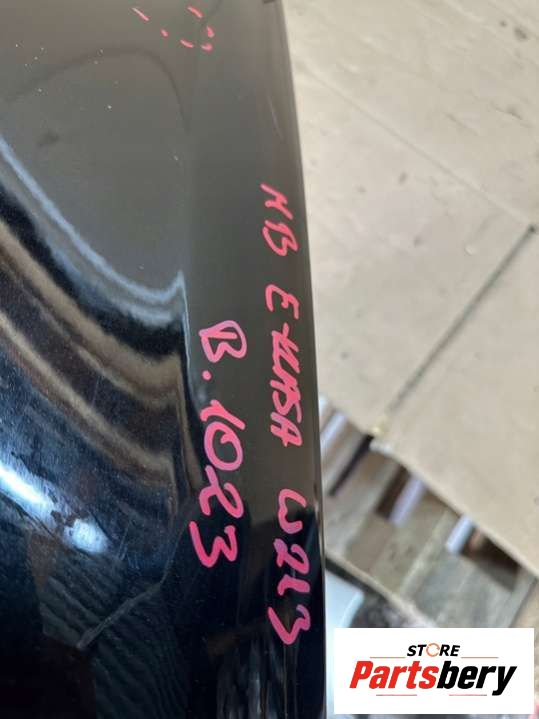 MB E-KLASA W213
B.1023
STORE
Partsbery